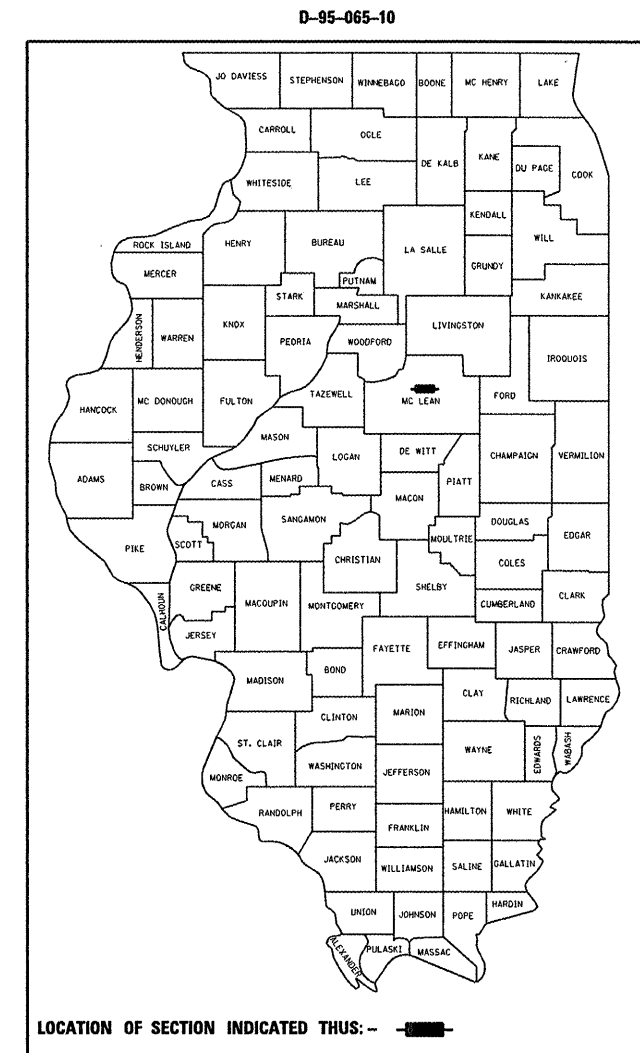 D-95-065-10
JO DAVIESS STEPHENSON WINNEBAGO BOONE MC HENRY LAKE
CARROLL OGLE
DE KALB KANE DU PAGE COOK
WHITESIDE LEE
KENDALL
ROCK ISLAND HENRY BUREAU LA SALLE WILL
MERCER PUTNAM GRUNDY
STARK MARSHALL KANKAKEE
HENDERSON WARREN KNOX PEORIA WOODFORD LIVINGSTON
IROQUOIS
HANCOCK MC DONOUGH FULTON TAZEWELL MC LEAN FORD
MASON
SCHUYLER LOGAN DE WITT CHAMPAIGN VERMILION
ADAMS BROWN CASS MENARD PIATT
MACON
MORGAN SANGAMON DOUGLAS
PIKE SCOTT MOULTRIE EDGAR
CHRISTIAN COLES
GREENE SHELBY
CALHOUN MACOUPIN MONTGOMERY CUMBERLAND CLARK
JERSEY
FAYETTE EFFINGHAM JASPER CRAWFORD
BOND
MADISON CLAY
RICHLAND LAWRENCE
CLINTON MARION
ST. CLAIR WAYNE EDWARDS WABASH
WASHINGTON JEFFERSON
MONROE
RANDOLPH PERRY HAMILTON WHITE
FRANKLIN
JACKSON WILLIAMSON SALINE GALLATIN
UNION JOHNSON POPE HARDIN
ALEXANDER PULASKI MASSAC
LOCATION OF SECTION INDICATED THUS: -